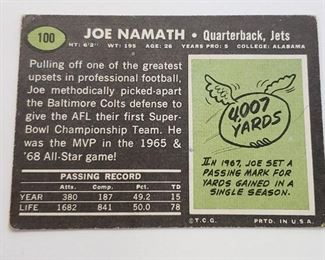 100
JOE NAMATH • Quarterback, Jets
HT: 6'2" WT: 195 AGE: 26 YEARS PRO: 5 COLLEGE: ALABAMA
Pulling off one of the greatest
upsets in professional football,
Joe methodically picked-apart
the Baltimore Colts defense to
give the AFL their first Super-
Bowl Championship Team. He
was the MVP in the 1965 &
'68 All-Star game!
PASSING RECORD
Atts. Comp. Pct. TD
YEAR 380 187 49.2 15
LIFE 1682 841 50.0 78
4,007
YARDS
IN 1967, JOE SET A
PASSING MARK FOR
YARDS GAINED IN A
SINGLE SEASON.
© T.C.G. PRTD. IN U.S.A.